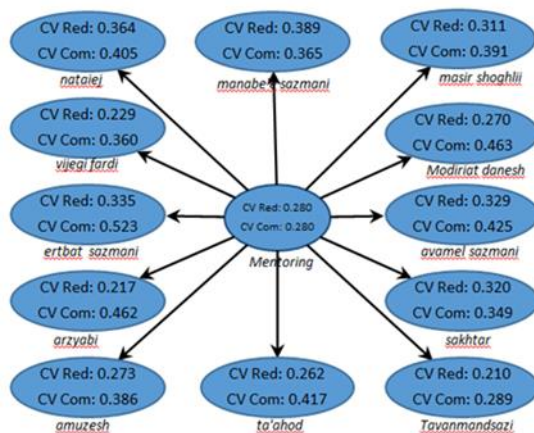 CV Red: 0.364
CV Com: 0.405
nataiej
CV Red: 0.389
CV Com: 0.365
manabe'e sazmani
CV Red: 0.311
CV Com: 0.391
masir shoghlii
CV Red: 0.229
CV Com: 0.360
vijegi fardi
CV Red: 0.270
CV Com: 0.463
Modiriat danesh
CV Red: 0.335
CV Com: 0.523
ertbat sazmani
CV Red: 0.280
CV Com: 0.280
Mentoring
CV Red: 0.329
CV Com: 0.425
avamel sazmani
CV Red: 0.217
CV Com: 0.462
arzyabi
CV Red: 0.320
CV Com: 0.349
sakhtar
CV Red: 0.273
CV Com: 0.386
amuzesh
CV Red: 0.262
CV Com: 0.417
ta'ahod
CV Red: 0.210
CV Com: 0.289
Tavanmandsazi